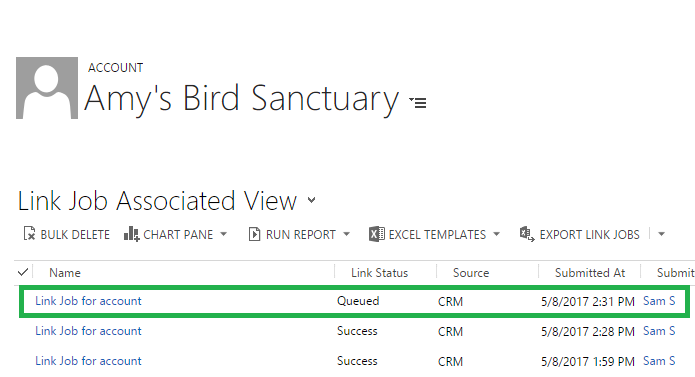 ACCOUNT
Amy's Bird Sanctuary
Link Job Associated View
BULK DELETE CHART PANE RUN REPORT EXCEL TEMPLATES EXPORT LINK JOBS
Name Link Status Source Submitted At Submit
Link Job for account Queued CRM 5/8/2017 2:31 PM Sam S
Link Job for account Success CRM 5/8/2017 2:28 PM Sam S
Link Job for account Success CRM 5/8/2017 1:59 PM Sam S